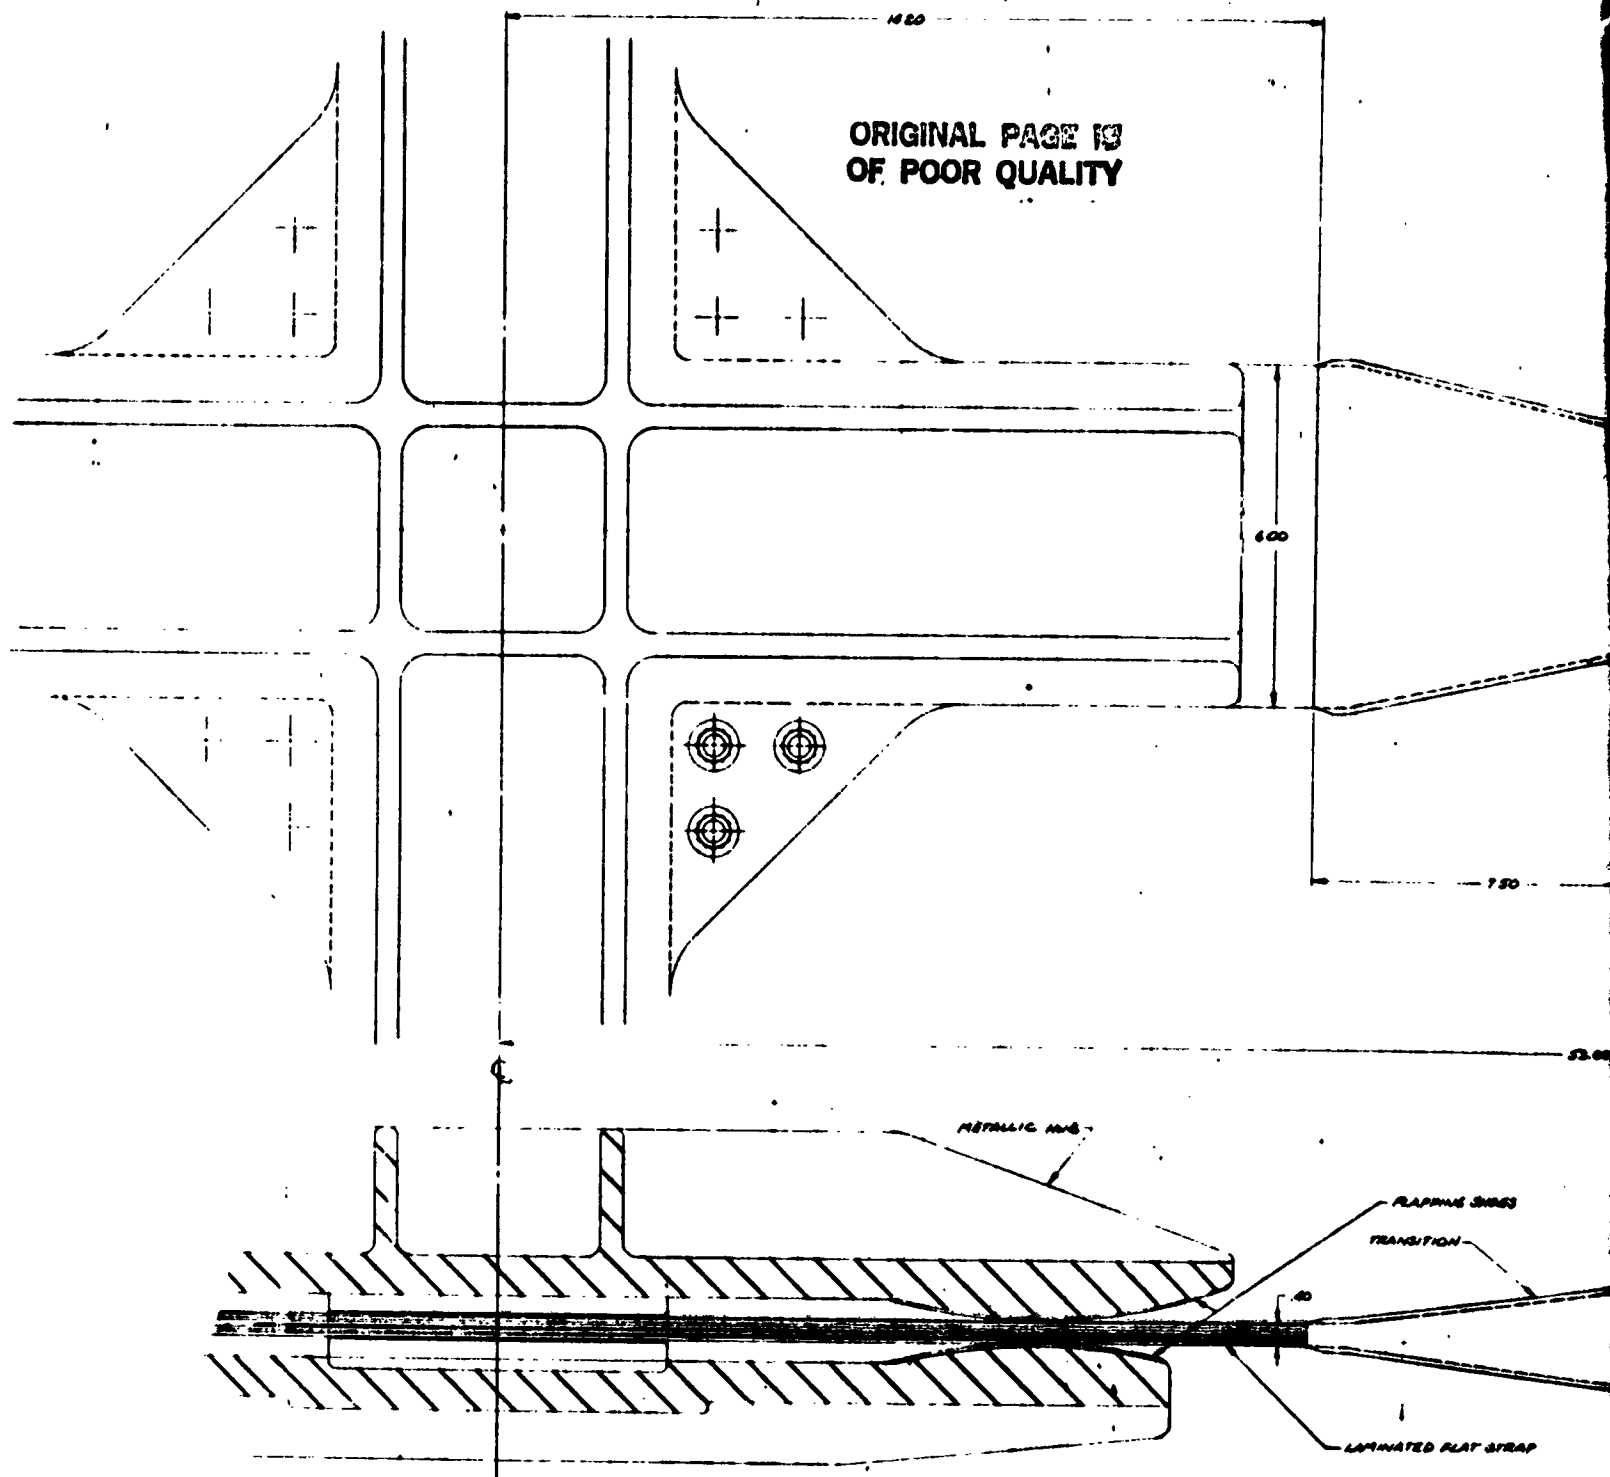 14 20
ORIGINAL PAGE IS
OF POOR QUALITY
6 00
7 50
℄
METALLIC HUB
FLAPPING SHOES
TRANSITION
.40
LAMINATED FLAT STRAP